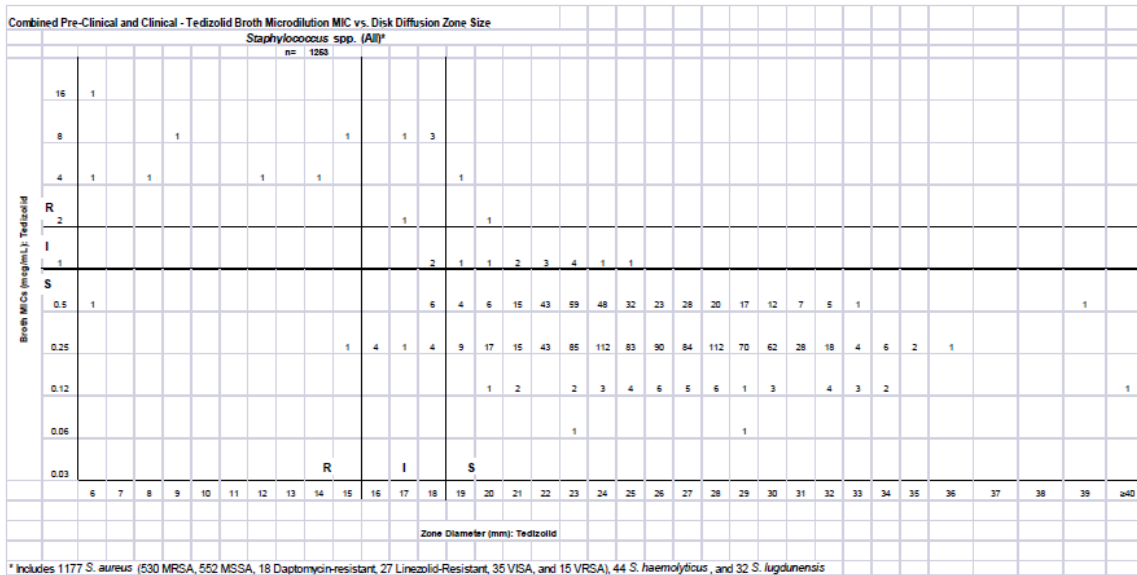 Combined Pre-Clinical and Clinical - Tedizolid Broth Microdilution MIC vs. Disk Diffusion Zone Size
Staphylococcus spp. (All)*
n= 1253
16 1
8 1 1 1 3
4 1 1 1 1 1
R
2 1 1
I
1 2 1 1 2 3 4 1 1
S
0.5 1 6 4 6 15 43 59 48 32 23 28 20 17 12 7 5 1 1
0.25 1 4 1 4 9 17 15 43 85 112 83 90 84 112 70 62 28 18 4 6 2 1
0.12 1 2 2 3 4 6 5 6 1 3 4 3 2 1
0.06 1 1
R I S
0.03
6 7 8 9 10 11 12 13 14 15 16 17 18 19 20 21 22 23 24 25 26 27 28 29 30 31 32 33 34 35 36 37 38 39 ≥40
Broth MICs (mcg/mL): Tedizolid
Zone Diameter (mm): Tedizolid
* Includes 1177 S. aureus (530 MRSA, 552 MSSA, 18 Daptomycin-resistant, 27 Linezolid-Resistant, 35 VISA, and 15 VRSA), 44 S. haemolyticus, and 32 S. lugdunensis